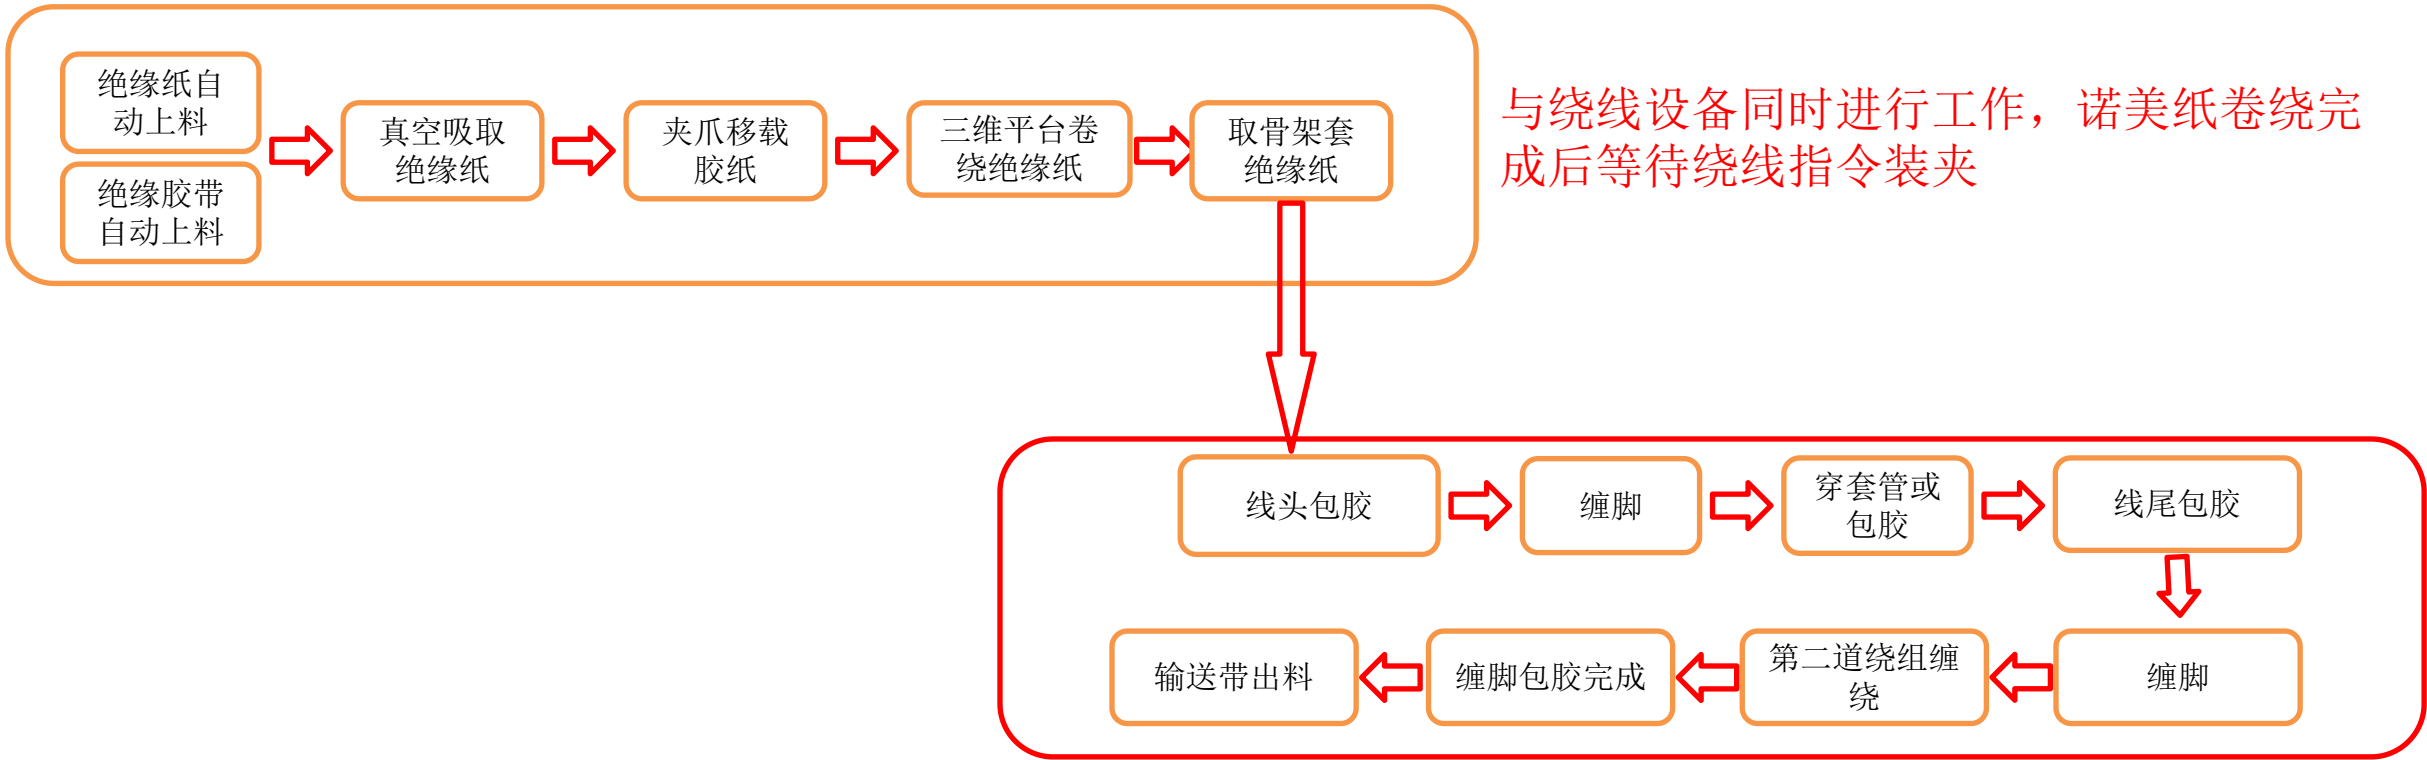 绝缘纸自
动上料
绝缘胶带
自动上料
真空吸取
绝缘纸
夹爪移载
胶纸
三维平台卷
绕绝缘纸
取骨架套
绝缘纸
与绕线设备同时进行工作，诺美纸卷绕完
成后等待绕线指令装夹
线头包胶
缠脚
穿套管或
包胶
线尾包胶
缠脚
第二道绕组缠
绕
缠脚包胶完成
输送带出料